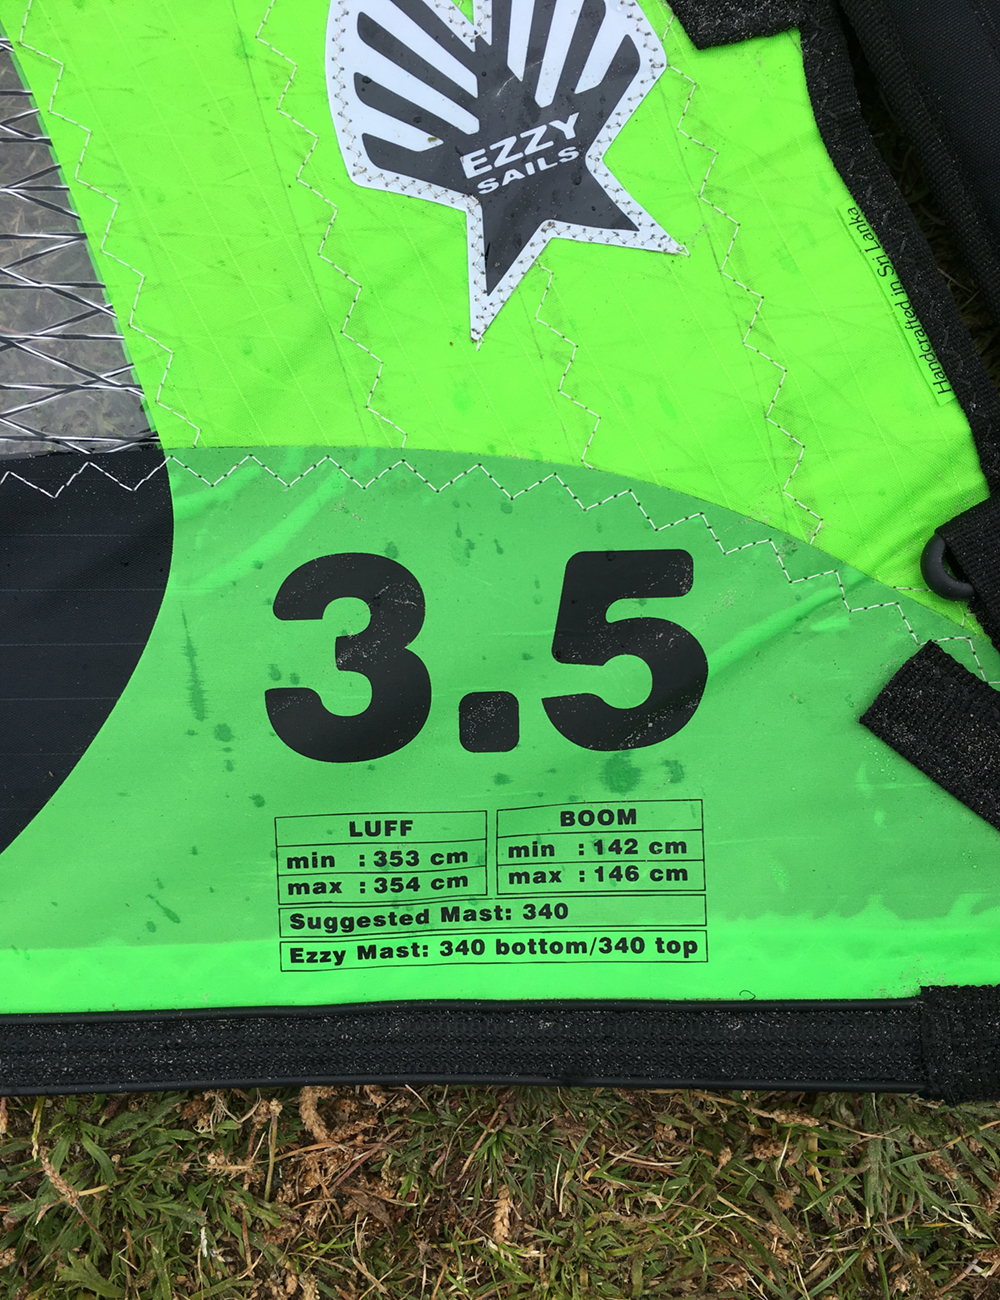 EZZY
SAILS
Handcrafted in Sri Lanka
3.5
LUFF
min : 353 cm
max : 354 cm
BOOM
min : 142 cm
max : 146 cm
Suggested Mast: 340
Ezzy Mast: 340 bottom/340 top